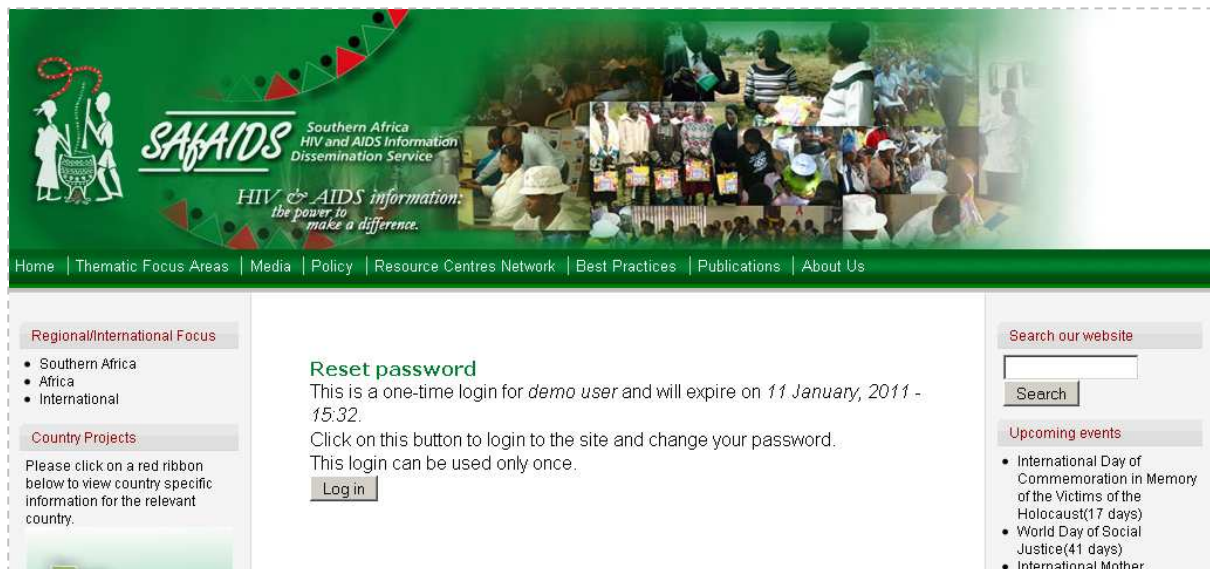 SAfAIDS
Southern Africa
HIV and AIDS Information
Dissemination Service
HIV & AIDS information:
the power to
make a difference.
Home | Thematic Focus Areas | Media | Policy | Resource Centres Network | Best Practices | Publications | About Us
Regional/International Focus
• Southern Africa
• Africa
• International
Country Projects
Please click on a red ribbon
below to view country specific
information for the relevant
country.
Reset password
This is a one-time login for demo user and will expire on 11 January, 2011 -
15:32.
Click on this button to login to the site and change your password.
This login can be used only once.
Log in
Search our website
Search
Upcoming events
• International Day of
Commemoration in Memory
of the Victims of the
Holocaust(17 days)
• World Day of Social
Justice(41 days)
• International Mother